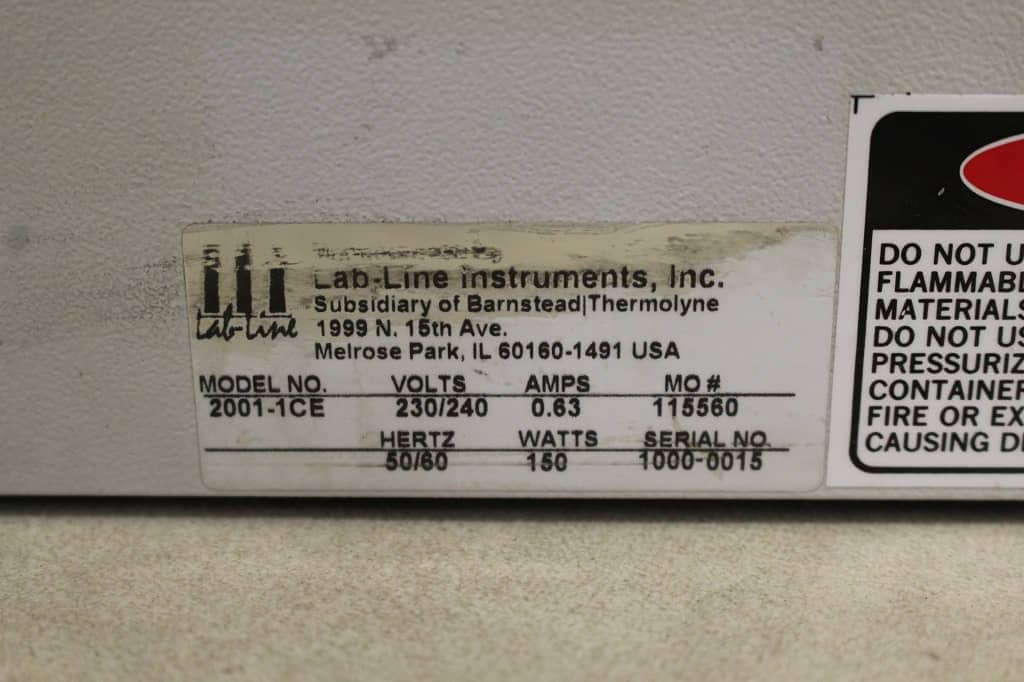 Lab-Line
Lab-Line Instruments, Inc.
Subsidiary of Barnstead|Thermolyne
1999 N. 15th Ave.
Melrose Park, IL 60160-1491 USA
MODEL NO. VOLTS AMPS MO #
2001-1CE 230/240 0.63 115560
HERTZ WATTS SERIAL NO.
50/60 150 1000-0015
DO NOT U
FLAMMABL
MATERIALS
DO NOT US
PRESSURIZ
CONTAINER
FIRE OR EX
CAUSING D